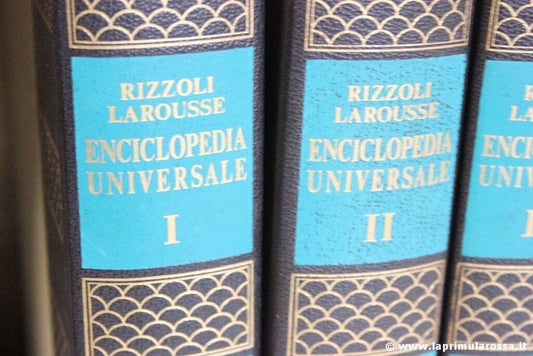 RIZZOLI
LAROUSSE
ENCICLOPEDIA
UNIVERSALE
I
RIZZOLI
LAROUSSE
ENCICLOPEDIA
UNIVERSALE
II
© www.laprimularossa.it